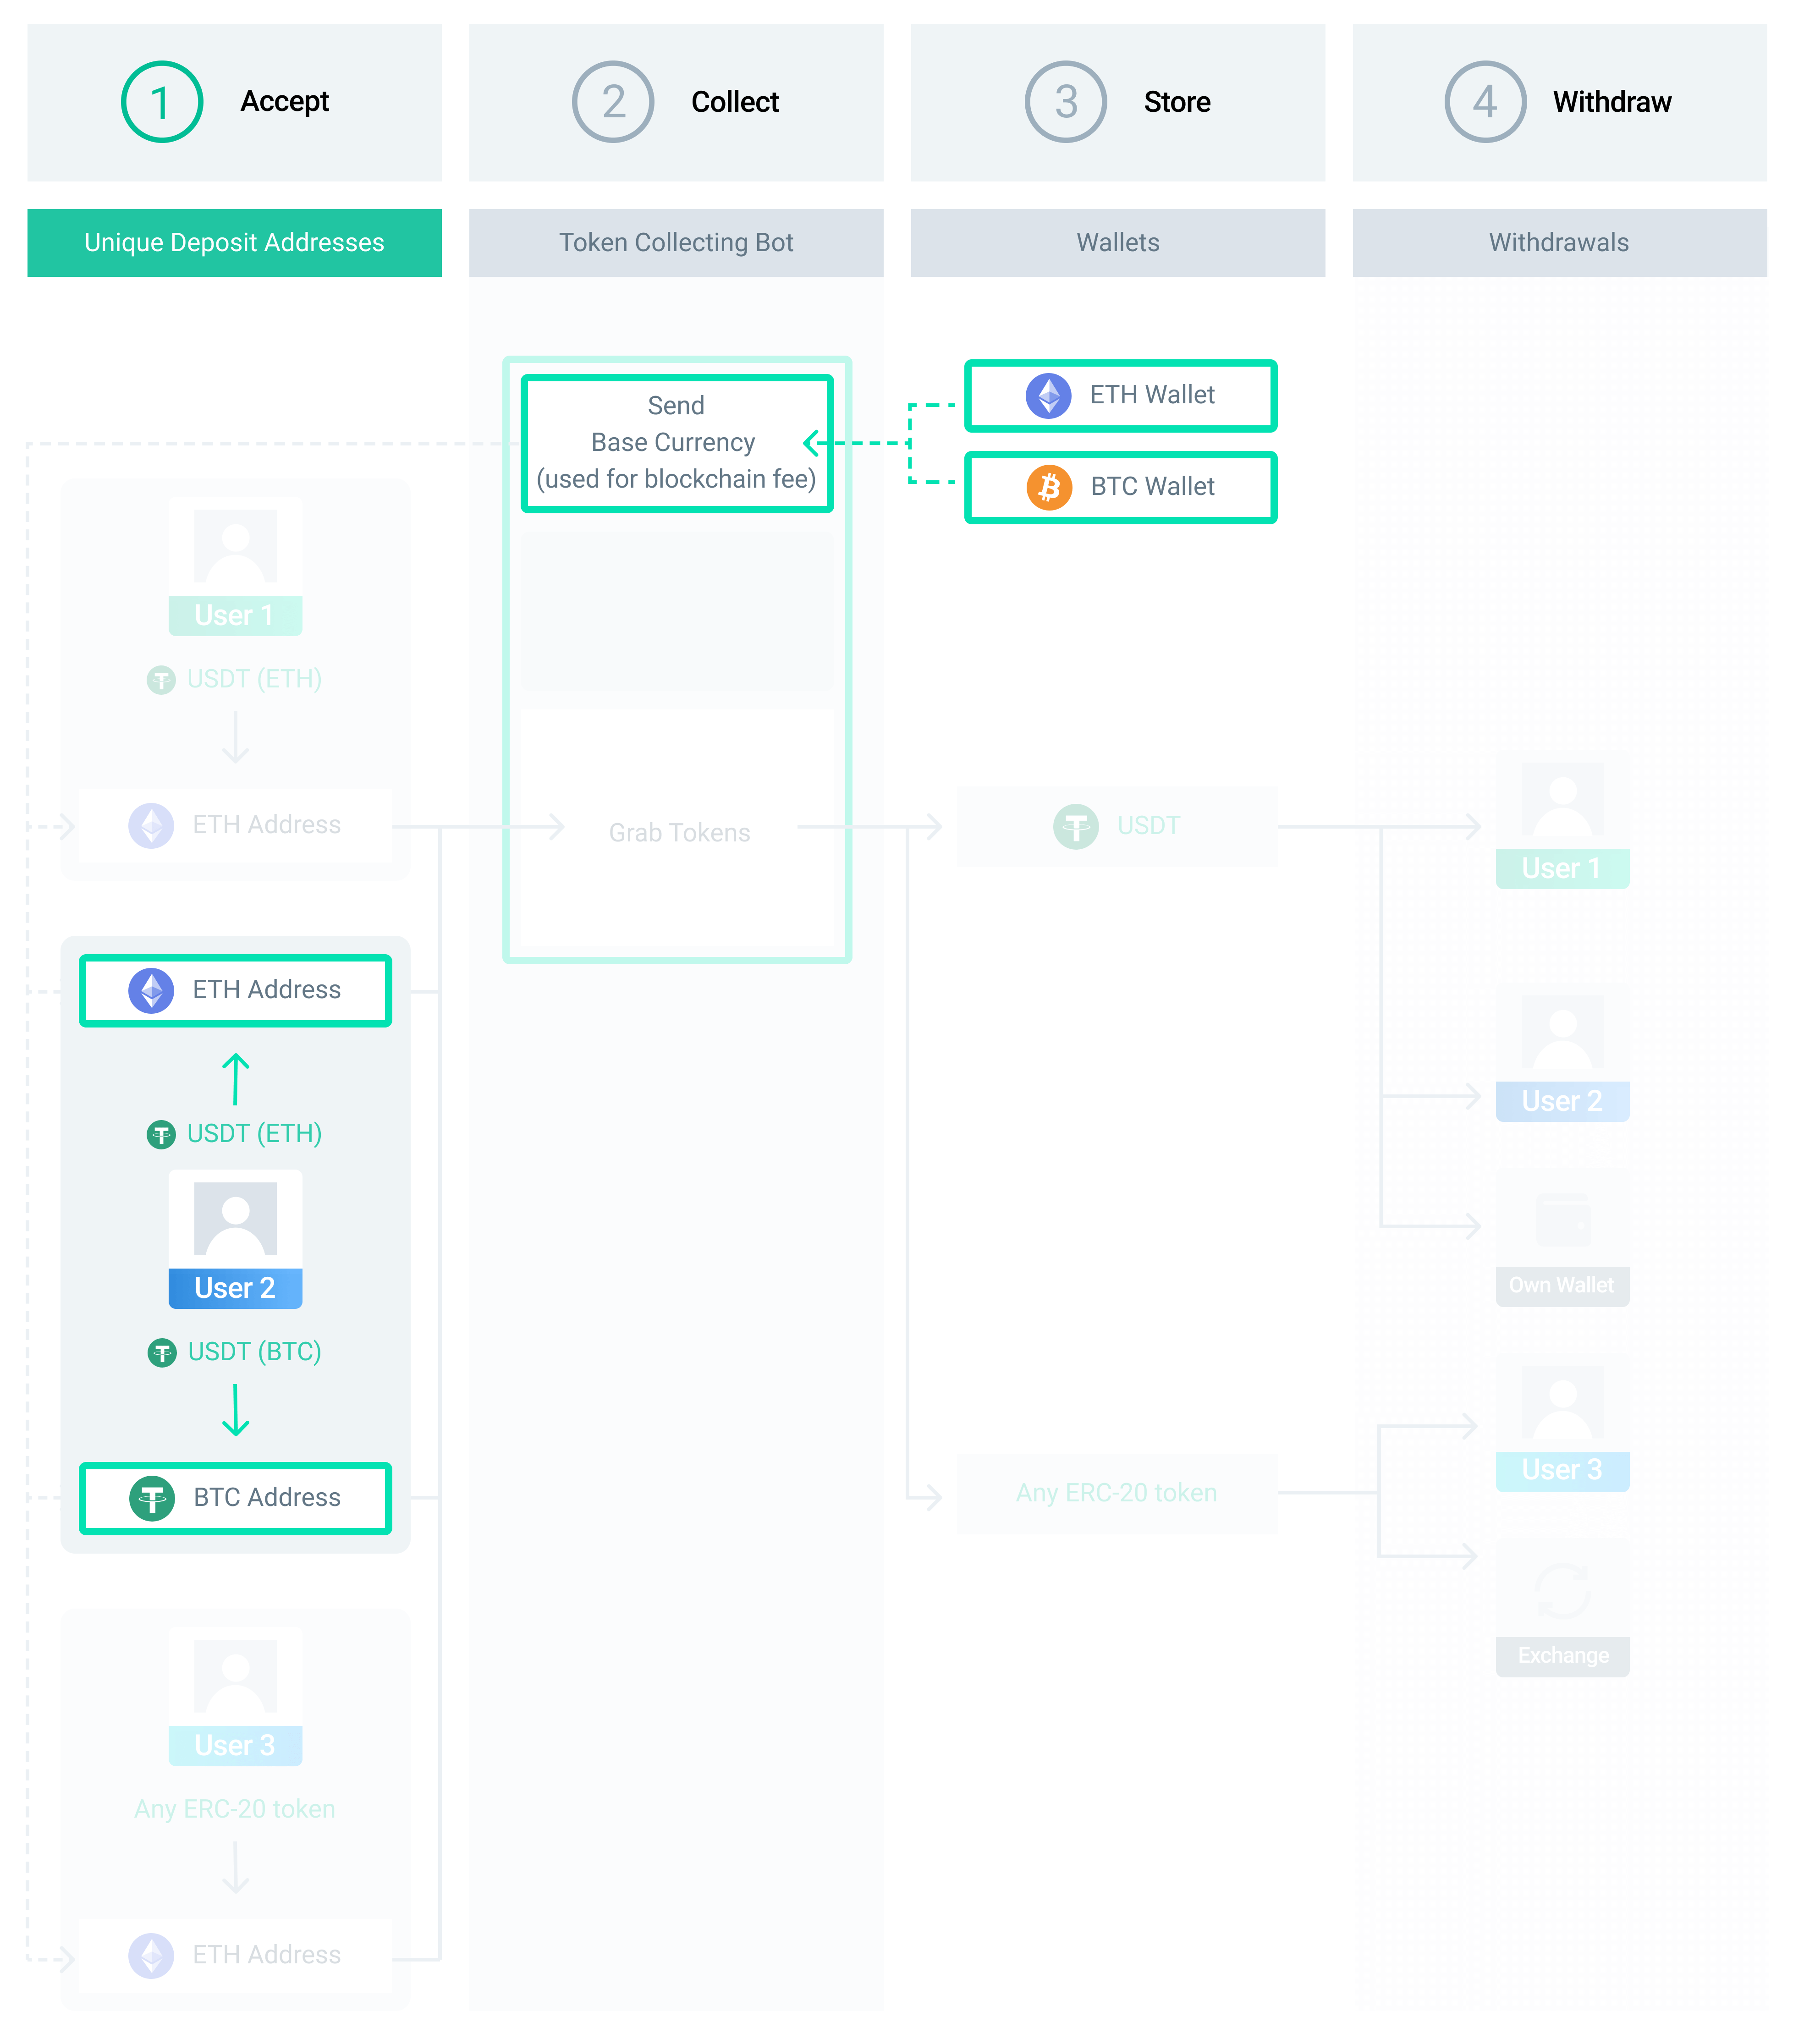 1
Accept
2
Collect
3
Store
4
Withdraw
Unique Deposit Addresses
Token Collecting Bot
Wallets
Withdrawals
Send
Base Currency
(used for blockchain fee)
ETH Wallet
BTC Wallet
User 1
USDT (ETH)
ETH Address
Grab Tokens
USDT
User 1
ETH Address
USDT (ETH)
User 2
USDT (BTC)
BTC Address
User 2
Own Wallet
Any ERC-20 token
User 3
Exchange
User 3
Any ERC-20 token
ETH Address